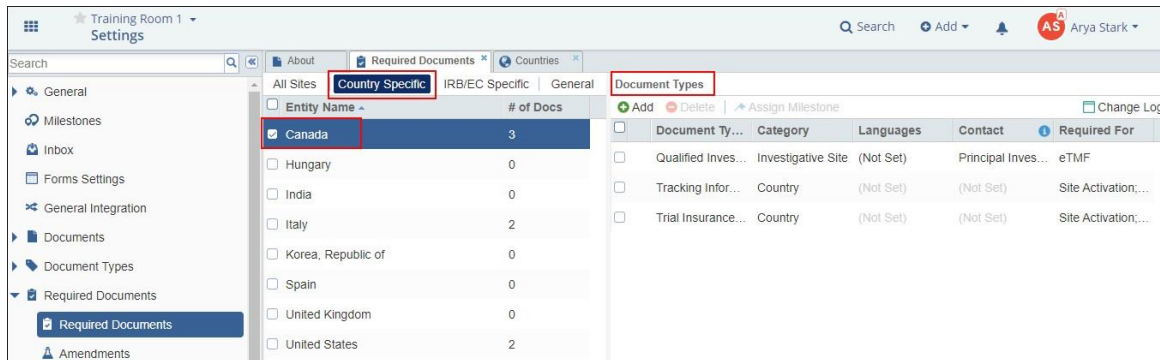 Training Room 1
Settings
Search
Add
A
AS
Arya Stark
Search
General
Milestones
Inbox
Forms Settings
General Integration
Documents
Document Types
Required Documents
Required Documents
Amendments
About
Required Documents
Countries
All Sites
Country Specific
IRB/EC Specific
General
Entity Name
# of Docs
Canada 3
Hungary 0
India 0
Italy 2
Korea, Republic of 0
Spain 0
United Kingdom 0
United States 2
Document Types
Add
Delete
Assign Milestone
Change Log
Document Ty... Category Languages Contact Required For
Qualified Inves... Investigative Site (Not Set) Principal Inves... eTMF
Tracking Infor... Country (Not Set) (Not Set) Site Activation;...
Trial Insurance... Country (Not Set) (Not Set) Site Activation;...